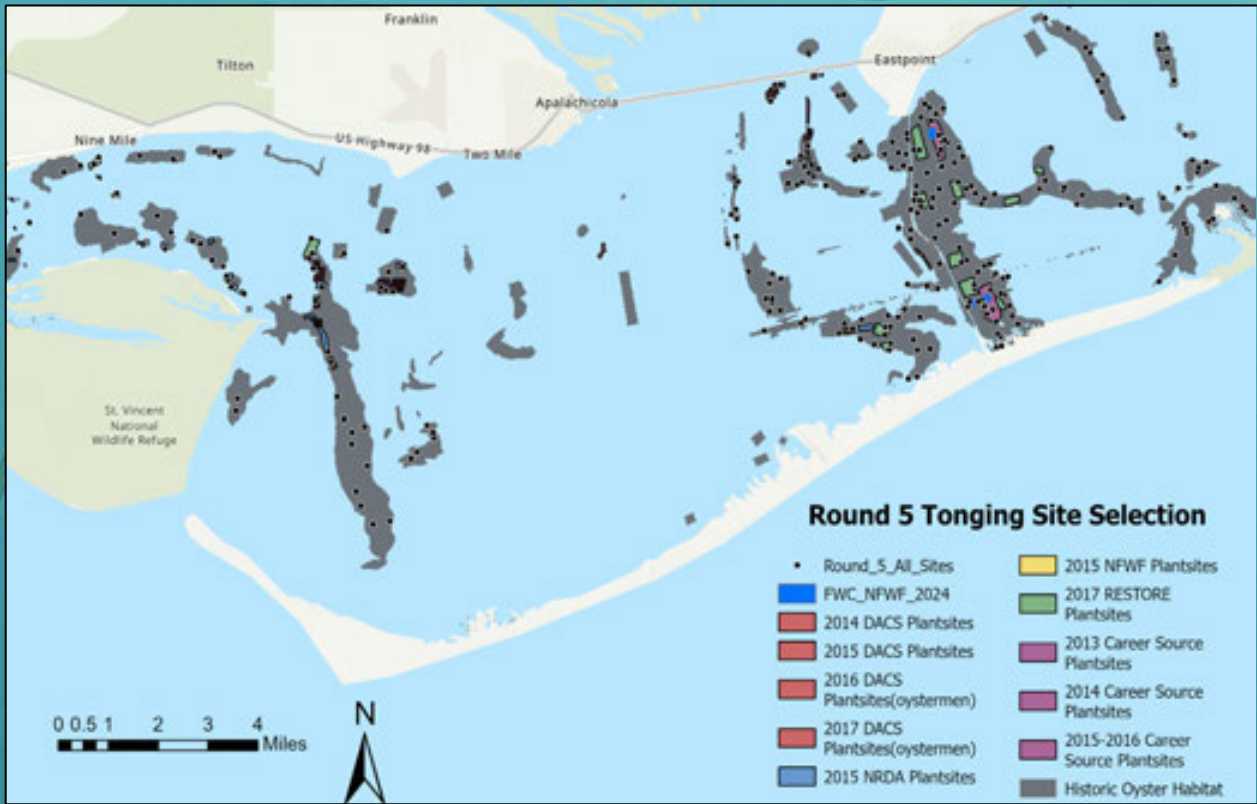 Franklin
Tilton
Eastpoint
Apalachicola
Nine Mile
US Highway 98
Two Mile
St. Vincent
National
Wildlife Refuge
Round 5 Tonging Site Selection
Round_5_All_Sites
FWC_NFWF_2024
2014 DACS Plantsites
2015 DACS Plantsites
2016 DACS
Plantsites(oystermen)
2017 DACS
Plantsites(oystermen)
2015 NRDA Plantsites
2015 NFWF Plantsites
2017 RESTORE
Plantsites
2013 Career Source
Plantsites
2014 Career Source
Plantsites
2015-2016 Career
Source Plantsites
Historic Oyster Habitat
0 0.5 1 2 3 4
Miles
N